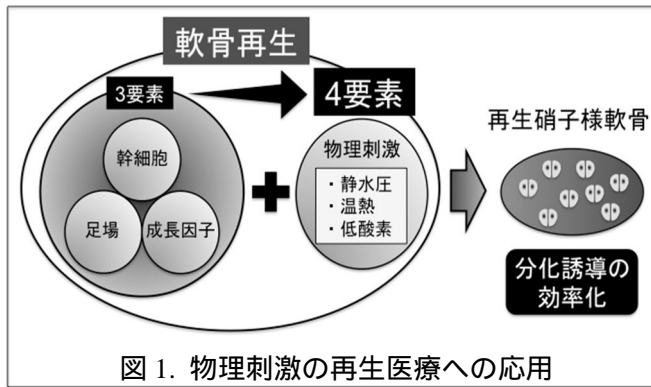 軟骨再生
3要素
4要素
幹細胞
足場
成長因子
物理刺激
・静水圧
・温熱
・低酸素
再生硝子様軟骨
分化誘導の
効率化
図 1. 物理刺激の再生医療への応用